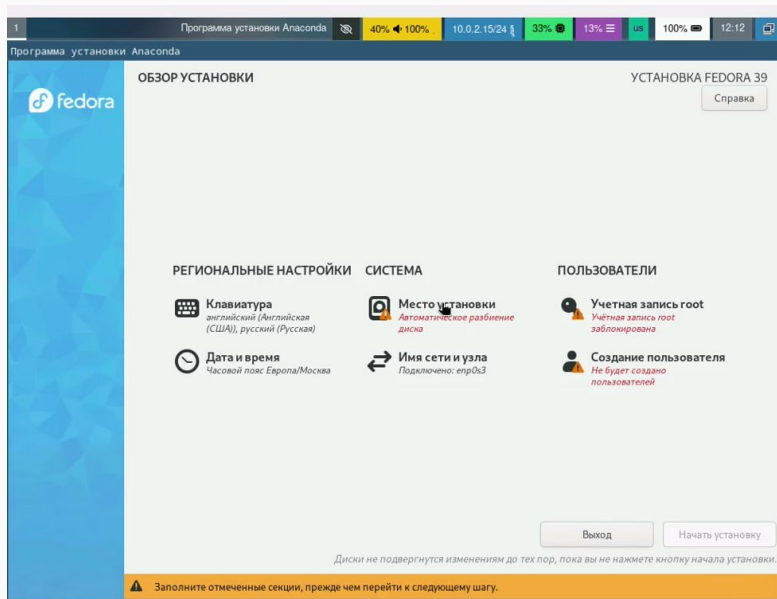 1 Программа установки Anaconda 40% 100% 10.0.2.15/24 33% 13% us 100% 12:12
Программа установки Anaconda
ОБЗОР УСТАНОВКИ
УСТАНОВКА FEDORA 39
fedora
Справка
РЕГИОНАЛЬНЫЕ НАСТРОЙКИ
Клавиатура
английский (Английская
(США)), русский (Русская)
Дата и время
Часовой пояс Европа/Москва
СИСТЕМА
Место установки
Автоматическое разбиение
диска
Имя сети и узла
Подключено: enp0s3
ПОЛЬЗОВАТЕЛИ
Учетная запись root
Учётная запись root
заблокирована
Создание пользователя
Не будет создано
пользователей
Выход
Начать установку
Диски не подвергнутся изменениям до тех пор, пока вы не нажмете кнопку начала установки.
Заполните отмеченные секции, прежде чем перейти к следующему шагу.